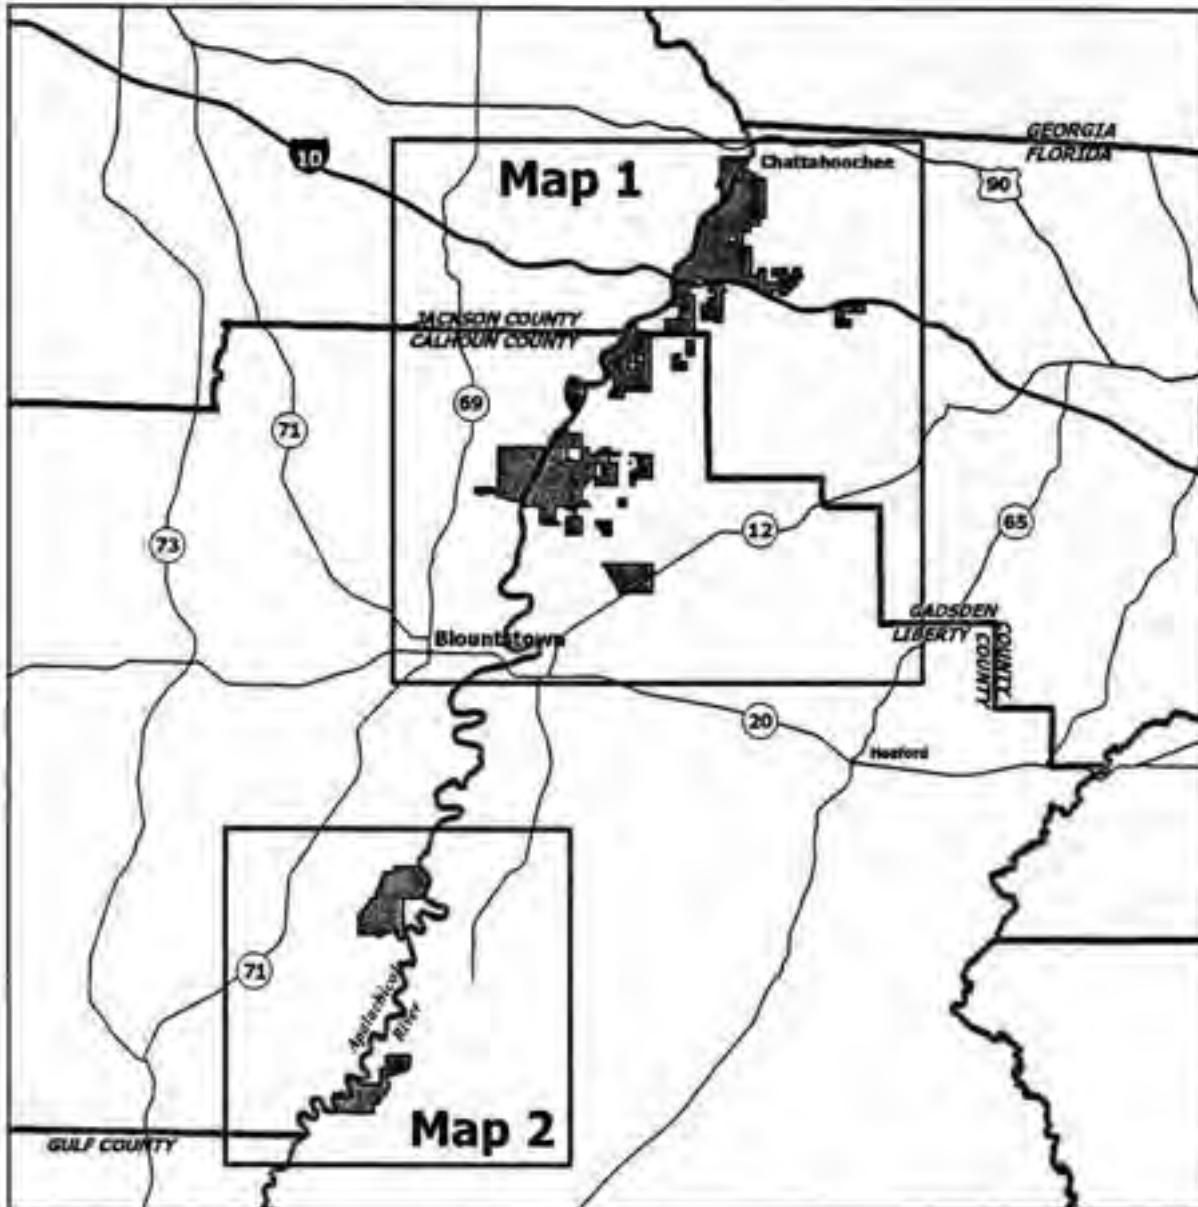 GEORGIA
FLORIDA
10
Map 1
Chattahoochee
90
JACKSON COUNTY
CALHOUN COUNTY
69
71
73
12
65
GADSDEN
LIBERTY
COUNTY
COUNTY
Blountstown
20
Hosford
71
Apalachicola
River
Map 2
GULF COUNTY